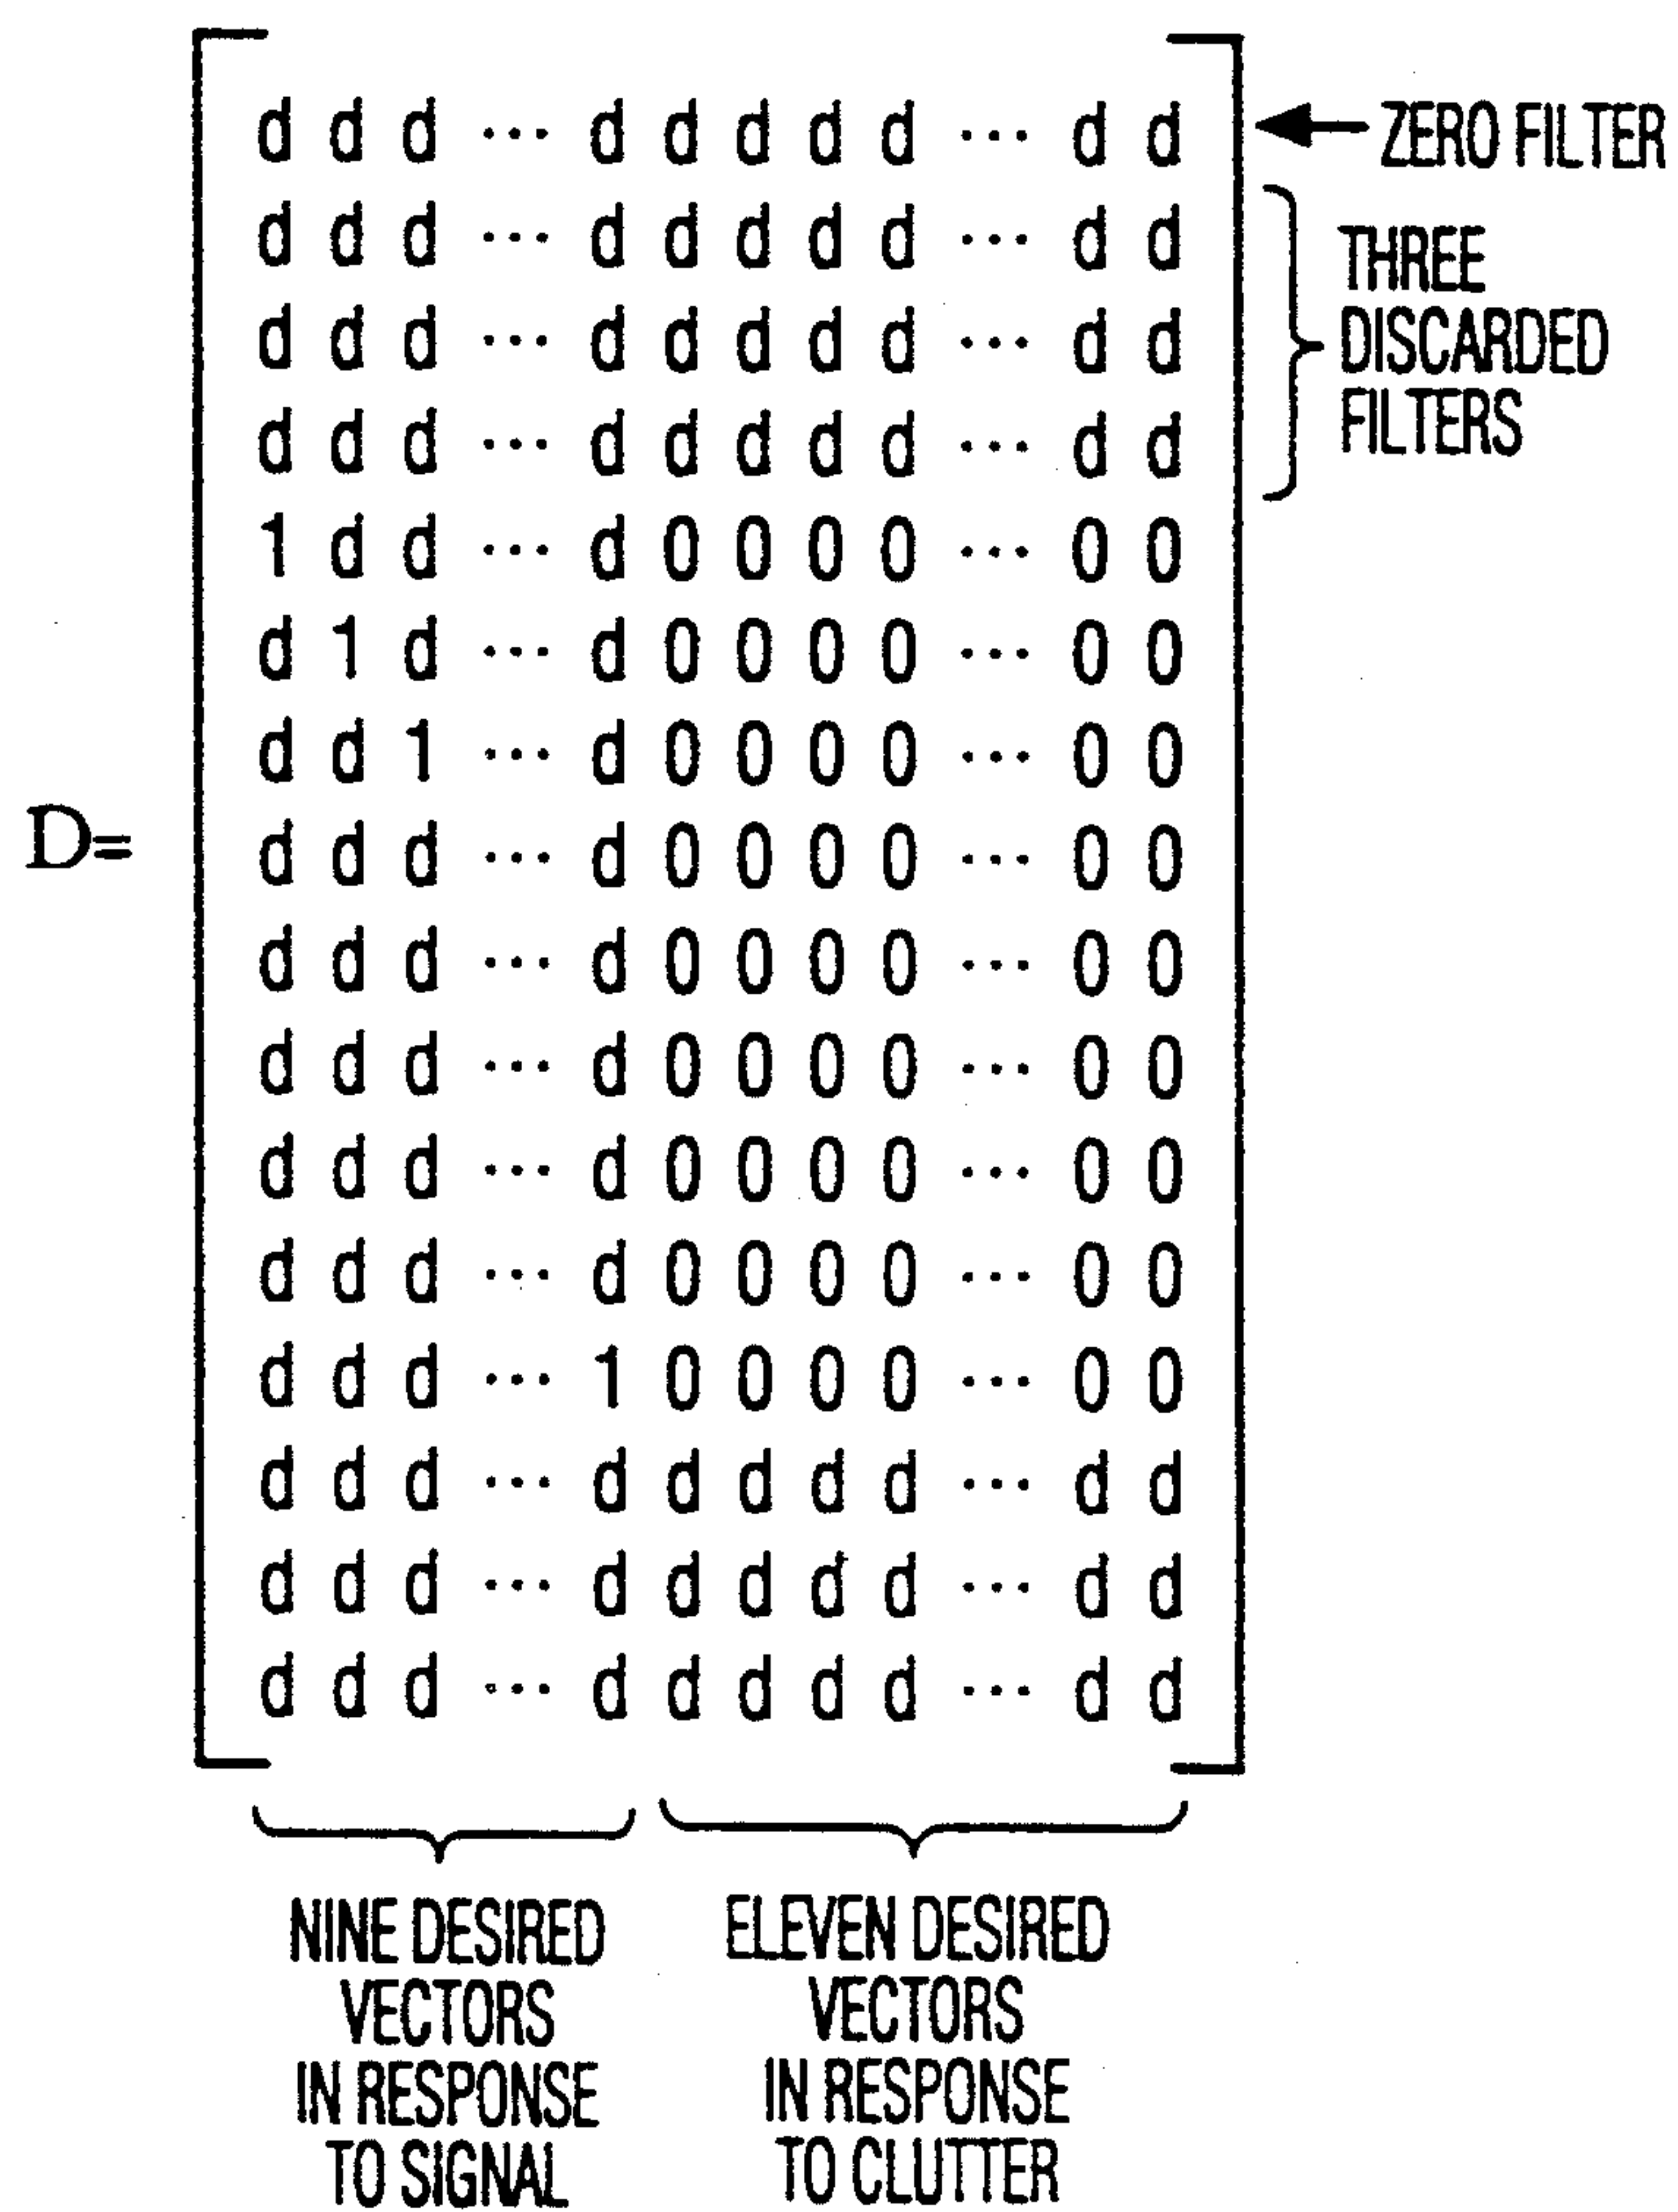 d d d ... d d d d d ... d d
ZERO FILTER
d d d ... d d d d d ... d d
d d d ... d d d d d ... d d
d d d ... d d d d d ... d d
THREE
DISCARDED
FILTERS
1 d d ... d 0 0 0 0 ... 0 0
d 1 d ... d 0 0 0 0 ... 0 0
d d 1 ... d 0 0 0 0 ... 0 0
D=
d d d ... d 0 0 0 0 ... 0 0
d d d ... d 0 0 0 0 ... 0 0
d d d ... d 0 0 0 0 ... 0 0
d d d ... d 0 0 0 0 ... 0 0
d d d ... d 0 0 0 0 ... 0 0
d d d ... 1 0 0 0 0 ... 0 0
d d d ... d d d d d ... d d
d d d ... d d d d d ... d d
d d d ... d d d d d ... d d
NINE DESIRED
VECTORS
IN RESPONSE
TO SIGNAL
ELEVEN DESIRED
VECTORS
IN RESPONSE
TO CLUTTER